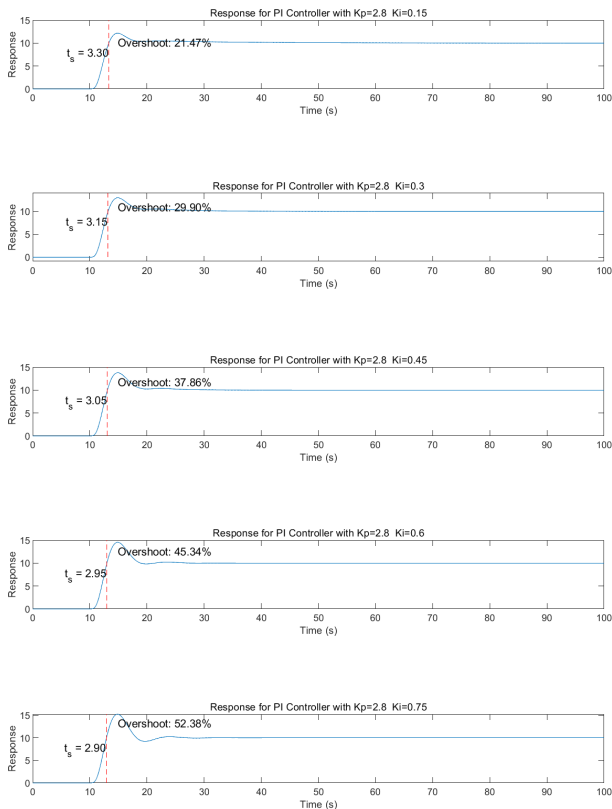 Response for PI Controller with Kp=2.8 Ki=0.15
15
10
5
0
Response
t_s = 3.30
Overshoot: 21.47%
0 10 20 30 40 50 60 70 80 90 100
Time (s)
Response for PI Controller with Kp=2.8 Ki=0.3
10
5
0
Response
t_s = 3.15
Overshoot: 29.90%
0 10 20 30 40 50 60 70 80 90 100
Time (s)
Response for PI Controller with Kp=2.8 Ki=0.45
15
10
5
0
Response
t_s = 3.05
Overshoot: 37.86%
0 10 20 30 40 50 60 70 80 90 100
Time (s)
Response for PI Controller with Kp=2.8 Ki=0.6
15
10
5
0
Response
t_s = 2.95
Overshoot: 45.34%
0 10 20 30 40 50 60 70 80 90 100
Time (s)
Response for PI Controller with Kp=2.8 Ki=0.75
15
10
5
0
Response
t_s = 2.90
Overshoot: 52.38%
0 10 20 30 40 50 60 70 80 90 100
Time (s)